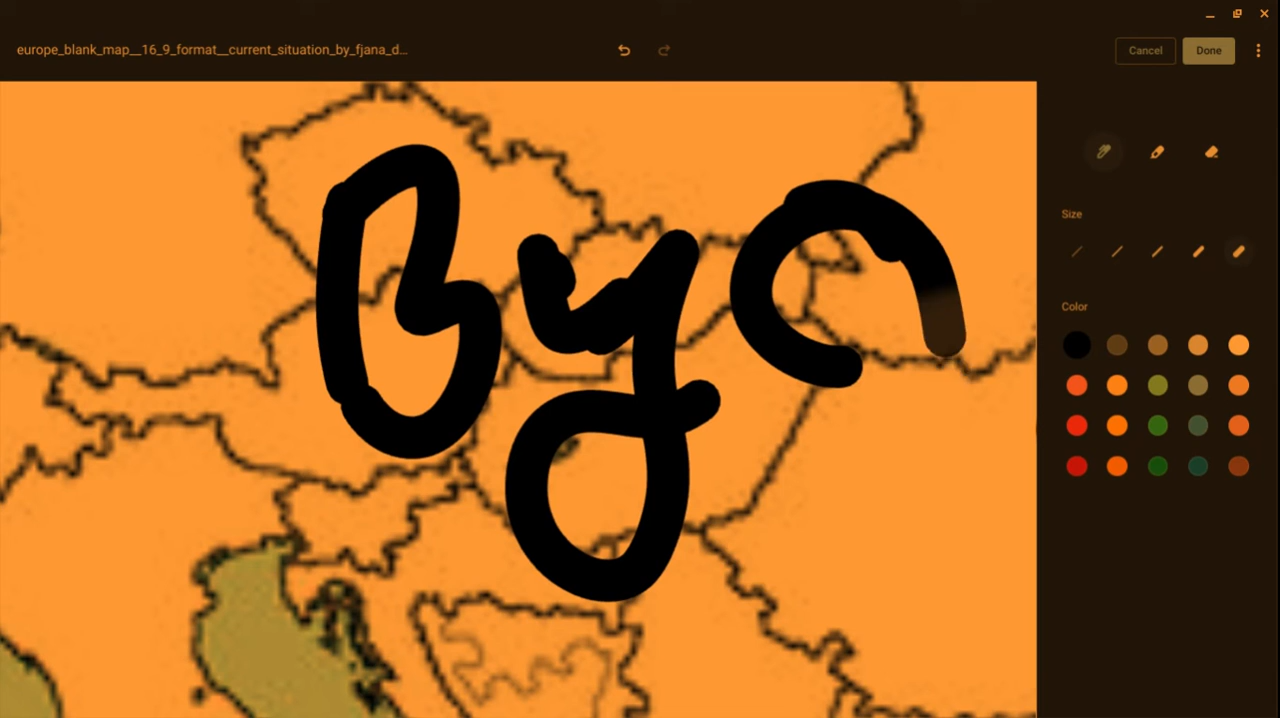 europe_blank_map__16_9_format__current_situation_by_fjana_d...
Cancel
Done
Size
Color
Byc